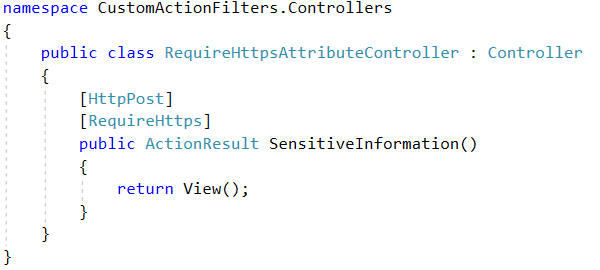 namespace CustomActionFilters.Controllers
{
    public class RequireHttpsAttributeController : Controller
    {
        [HttpPost]
        [RequireHttps]
        public ActionResult SensitiveInformation()
        {
            return View();
        }
    }
}